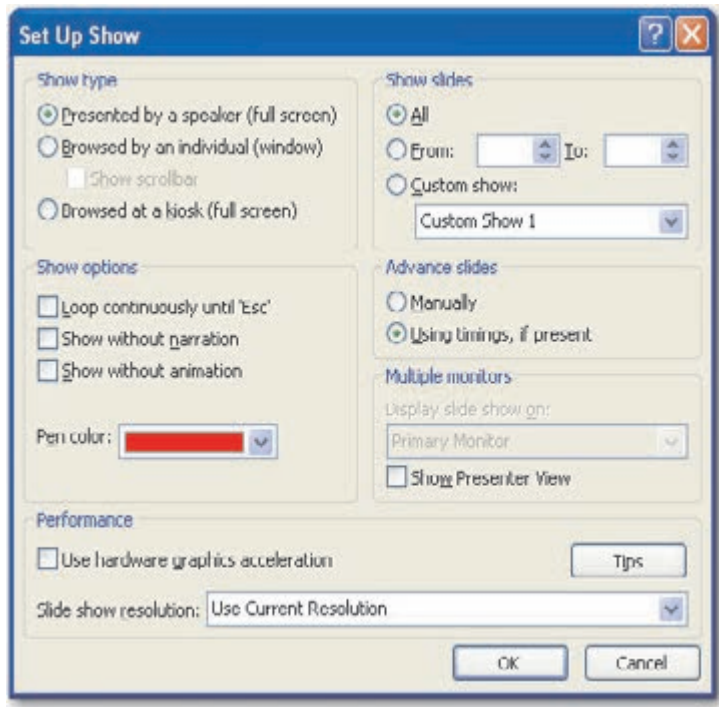 Set Up Show
Show type
Presented by a speaker (full screen)
Browsed by an individual (window)
Show scrollbar
Browsed at a kiosk (full screen)
Show slides
All
From: To:
Custom show:
Custom Show 1
Show options
Loop continuously until 'Esc'
Show without narration
Show without animation
Pen color:
Advance slides
Manually
Using timings, if present
Multiple monitors
Display slide show on:
Primary Monitor
Show Presenter View
Performance
Use hardware graphics acceleration
Tips
Slide show resolution: Use Current Resolution
OK Cancel